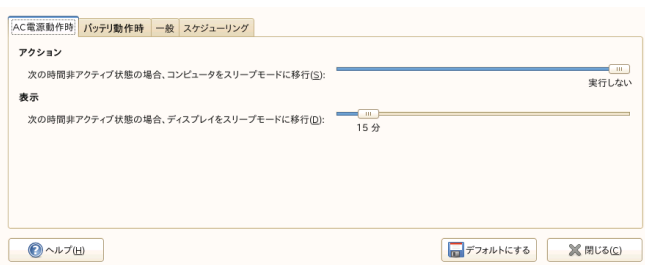 AC電源動作時 バッテリ動作時 一般 スケジューリング
アクション
次の時間非アクティブ状態の場合、コンピュータをスリープモードに移行(S):
実行しない
表示
次の時間非アクティブ状態の場合、ディスプレイをスリープモードに移行(D):
15 分
ヘルプ(H) デフォルトにする 閉じる(C)